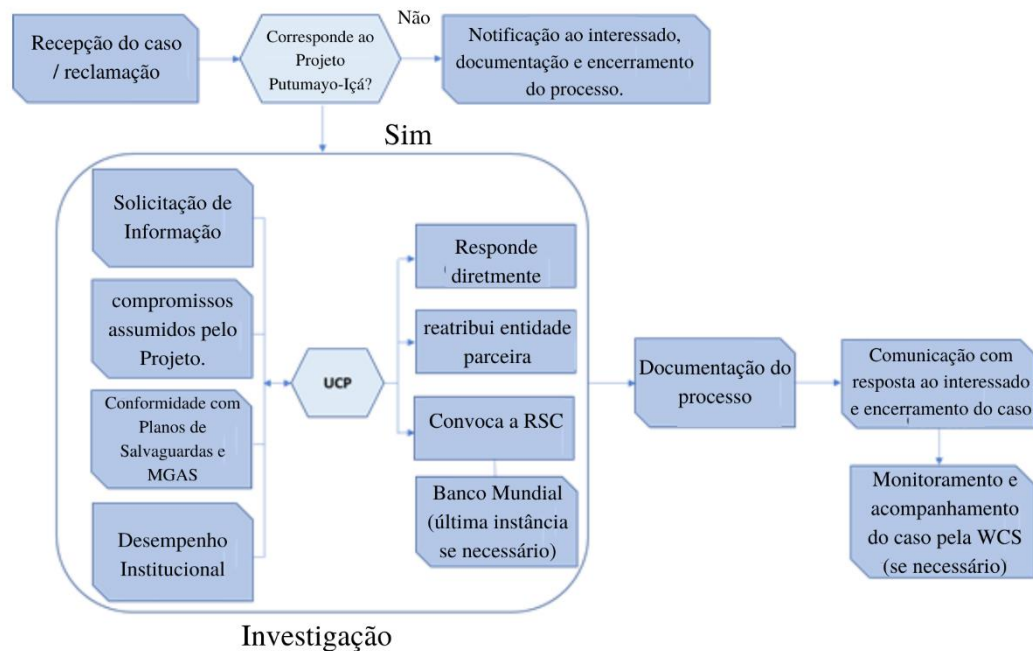 Recepção do caso
/ reclamação
Corresponde ao
Projeto
Putumayo-Içá?
Não
Notificação ao interessado,
documentação e encerramento
do processo.
Sim
Solicitação de
Informação
compromissos
assumidos pelo
Projeto.
Conformidade com
Planos de
Salvaguardas e
MGAS
Desempenho
Institucional
UCP
Responde
diretmente
reatribui entidade
parceira
Convoca a RSC
Banco Mundial
(última instância
se necessário)
Investigação
Documentação do
processo
Comunicação com
resposta ao interessado
e encerramento do caso
Monitoramento e
acompanhamento
do caso pela WCS
(se necessário)